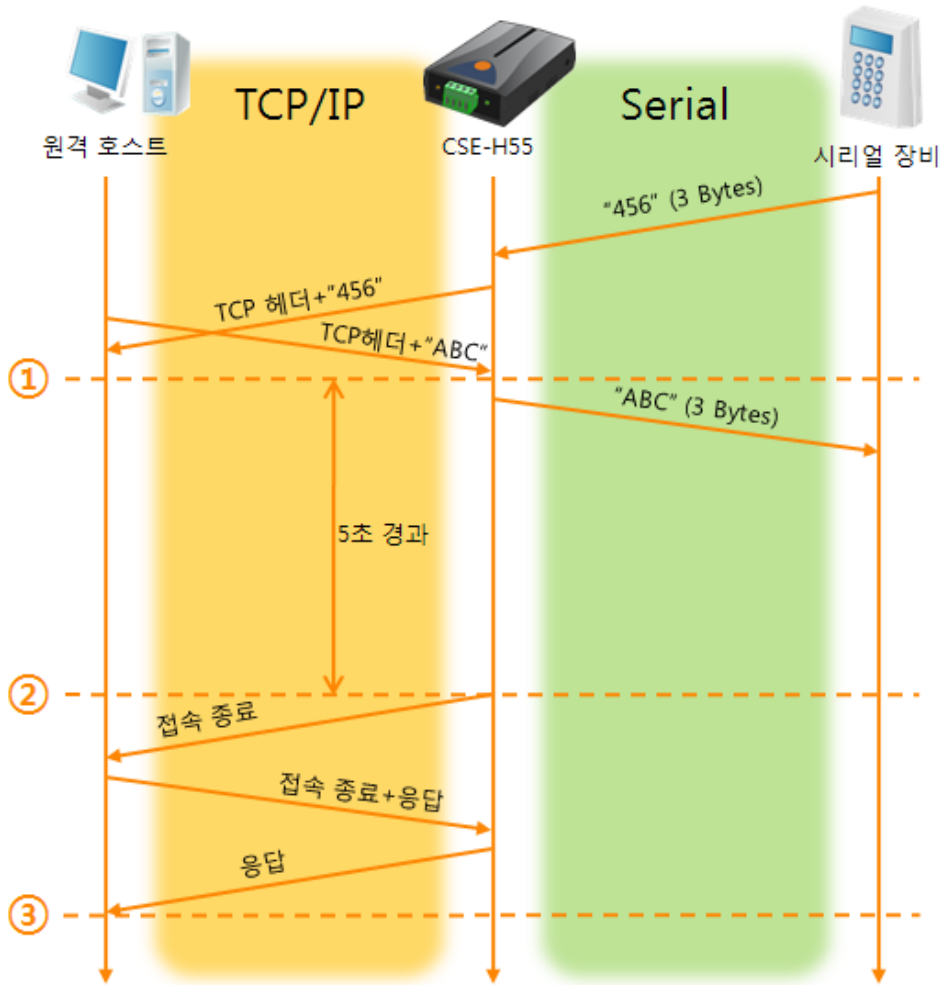 TCP/IP
Serial
원격 호스트
CSE-H55
시리얼 장비
"456" (3 Bytes)
TCP 헤더+"456"
TCP헤더+"ABC"
①
"ABC" (3 Bytes)
5초 경과
②
접속 종료
접속 종료+응답
응답
③